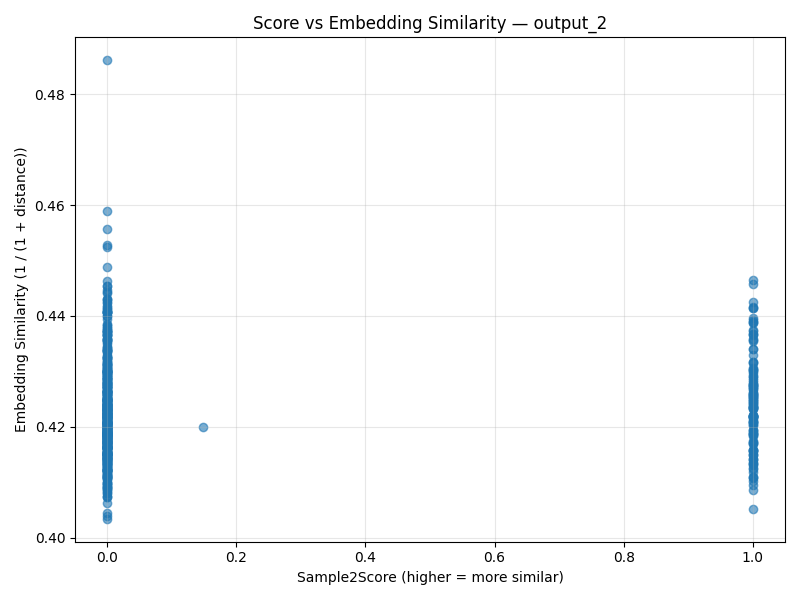 Score vs Embedding Similarity — output_2
Embedding Similarity (1 / (1 + distance))
0.48
0.46
0.44
0.42
0.40
0.0 0.2 0.4 0.6 0.8 1.0
Sample2Score (higher = more similar)